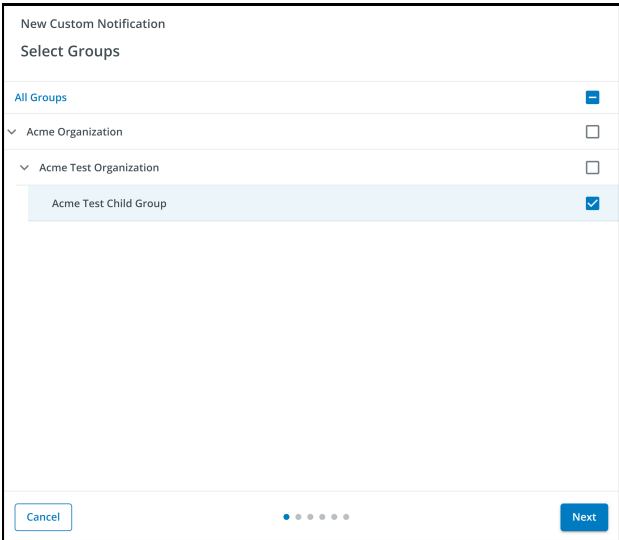 New Custom Notification
Select Groups
All Groups
Acme Organization
Acme Test Organization
Acme Test Child Group
Cancel
Next